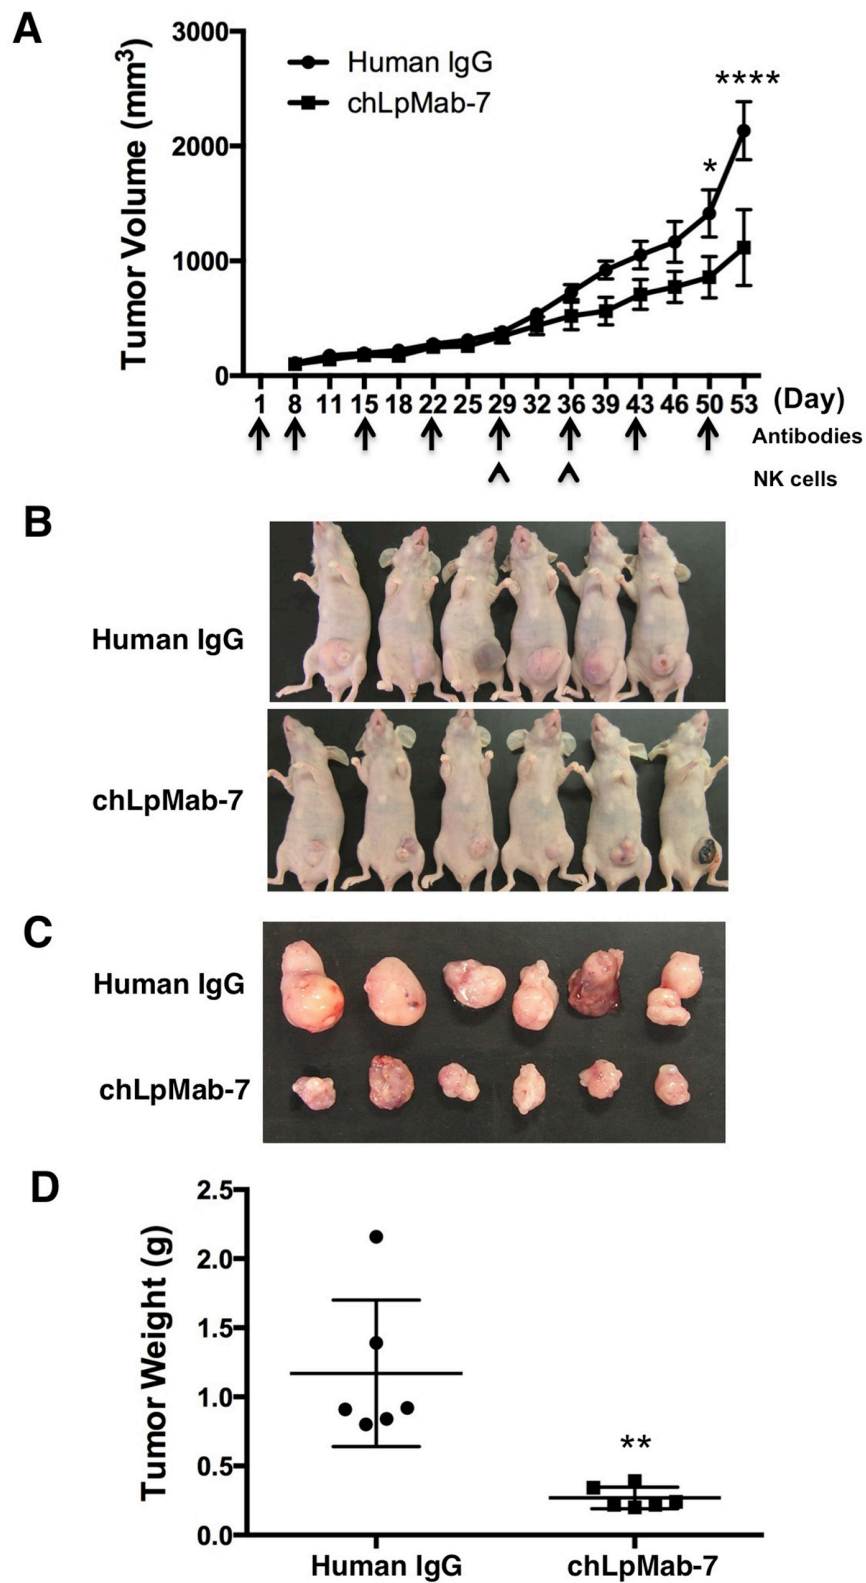 A
Tumor Volume (mm³)
3000
2000
1000
0
Human IgG
chLpMab-7
*
****
1 8 11 15 18 22 25 29 32 36 39 43 46 50 53 (Day)
Antibodies
NK cells
B
Human IgG
chLpMab-7
C
Human IgG
chLpMab-7
D
Tumor Weight (g)
2.5
2.0
1.5
1.0
0.5
0.0
**
Human IgG chLpMab-7